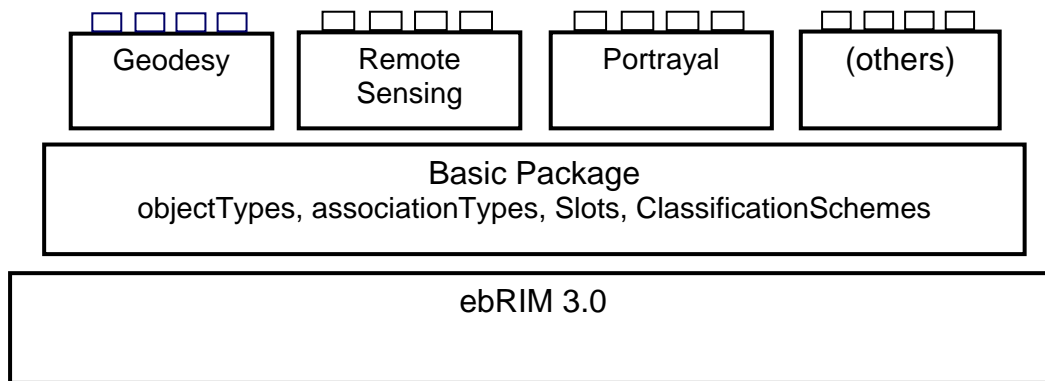 Geodesy
Remote
Sensing
Portrayal
(others)
Basic Package
objectTypes, associationTypes, Slots, ClassificationSchemes
ebRIM 3.0